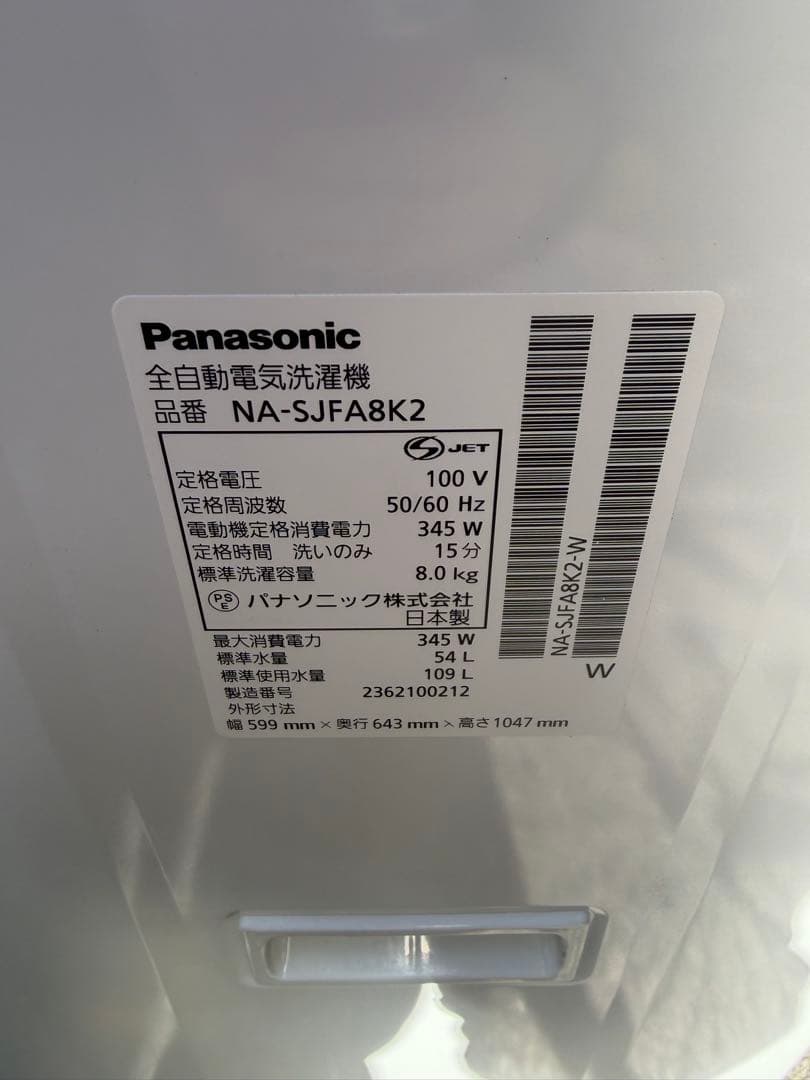 Panasonic
全自動電気洗濯機
品番 NA-SJFA8K2
S JET
定格電圧 100 V
定格周波数 50/60 Hz
電動機定格消費電力 345 W
定格時間 洗いのみ 15分
標準洗濯容量 8.0 kg
PSE パナソニック株式会社
日本製
最大消費電力 345 W
標準水量 54 L
標準使用水量 109 L
製造番号 2362100212
外形寸法
幅 599 mm × 奥行 643 mm × 高さ 1047 mm
NA-SJFA8K2-W
W